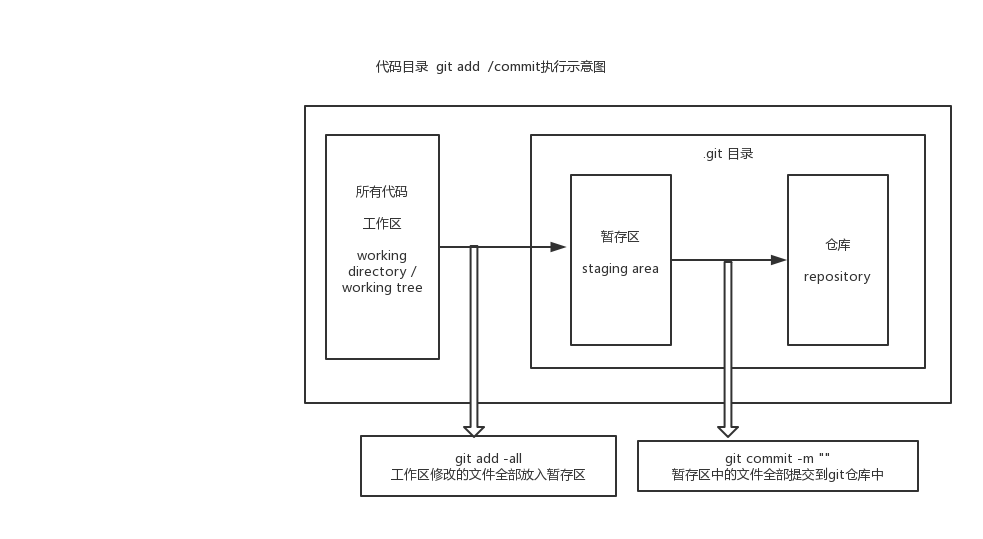 代码目录  git add  /commit执行示意图
.git 目录
所有代码
工作区
working
directory /
working tree
暂存区
staging area
仓库
repository
git add -all
工作区修改的文件全部放入暂存区
git commit -m ""
暂存区中的文件全部提交到git仓库中